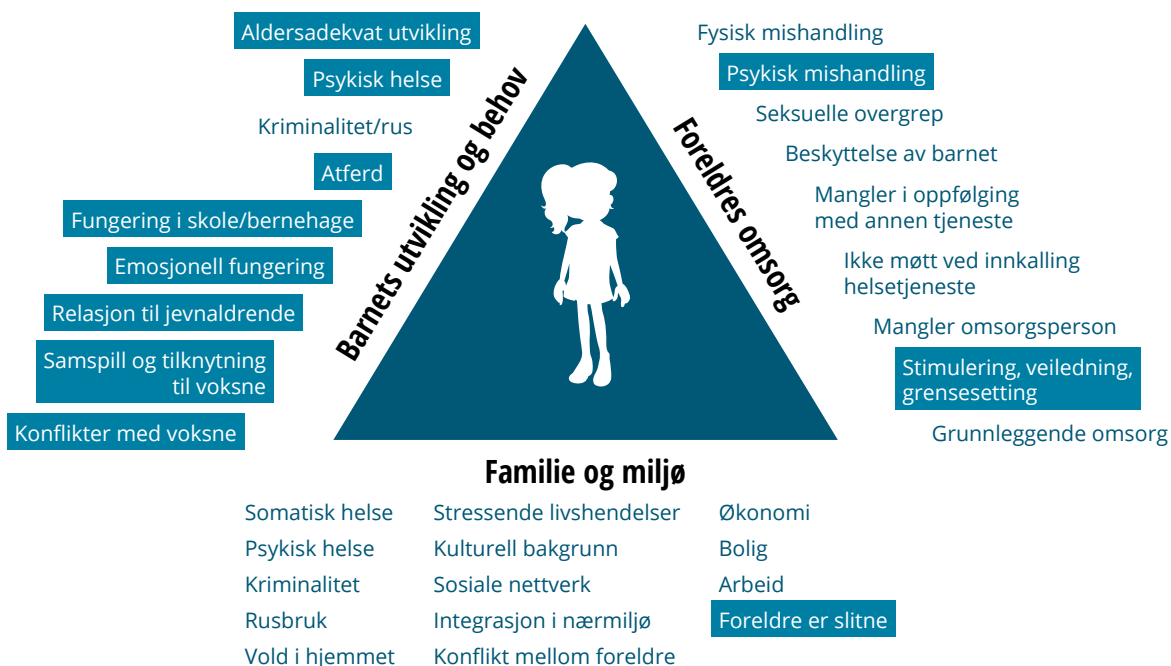 Aldersadekvat utvikling
Psykisk helse
Kriminalitet/rus
Atferd
Fungering i skole/bernehage
Emosjonell fungering
Relasjon til jevnaldrende
Samspill og tilknytning
til voksne
Konflikter med voksne
Barnets utvikling og behov
Foreldres omsorg
Fysisk mishandling
Psykisk mishandling
Seksuelle overgrep
Beskyttelse av barnet
Mangler i oppfølging
med annen tjeneste
Ikke møtt ved innkalling
helsetjeneste
Mangler omsorgsperson
Stimulering, veiledning,
grensesetting
Grunnleggende omsorg
Familie og miljø
Somatisk helse
Psykisk helse
Kriminalitet
Rusbruk
Vold i hjemmet
Stressende livshendelser
Kulturell bakgrunn
Sosiale nettverk
Integrasjon i nærmiljø
Konflikt mellom foreldre
Økonomi
Bolig
Arbeid
Foreldre er slitne